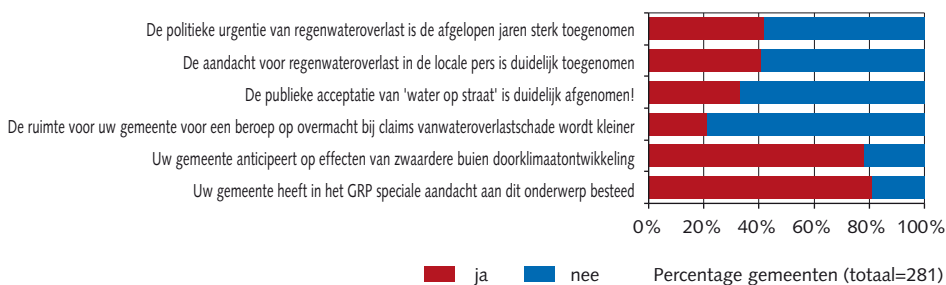 De politieke urgentie van regenwateroverlast is de afgelopen jaren sterk toegenomen
De aandacht voor regenwateroverlast in de locale pers is duidelijk toegenomen
De publieke acceptatie van 'water op straat' is duidelijk afgenomen!
De ruimte voor uw gemeente voor een beroep op overmacht bij claims vanwateroverlastschade wordt kleiner
Uw gemeente anticipeert op effecten van zwaardere buien doorklimaatontwikkeling
Uw gemeente heeft in het GRP speciale aandacht aan dit onderwerp besteed
0% 20% 40% 60% 80% 100%
ja nee Percentage gemeenten (totaal=281)